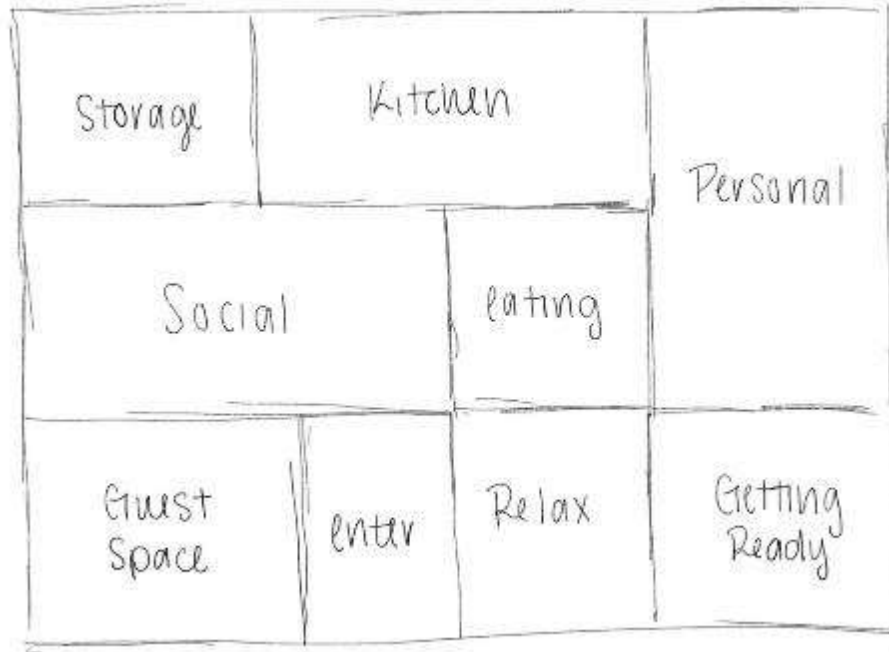 Storage
Kitchen
Personal
Social
eating
Guest
Space
enter
Relax
Getting
Ready